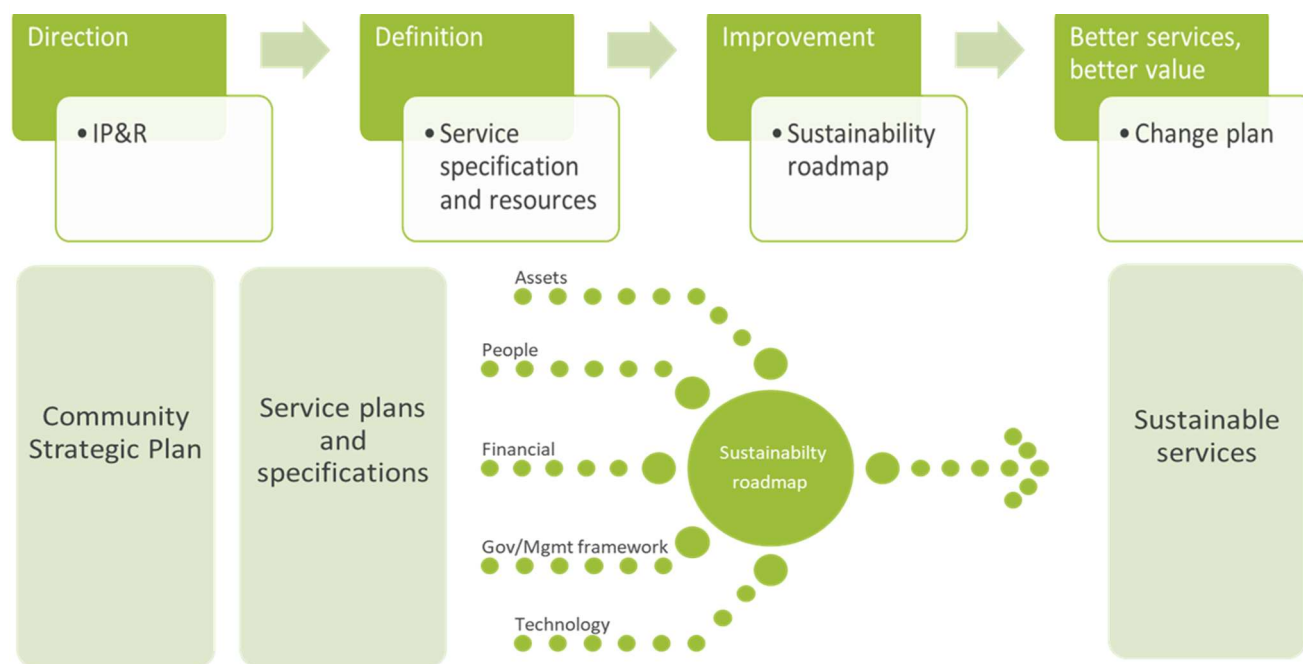 Direction
• IP&R
Definition
• Service
specification
and resources
Improvement
• Sustainability
roadmap
Better services,
better value
• Change plan
Community
Strategic Plan
Service plans
and
specifications
Assets
People
Financial
Gov/Mgmt framework
Technology
Sustainabilty
roadmap
Sustainable
services